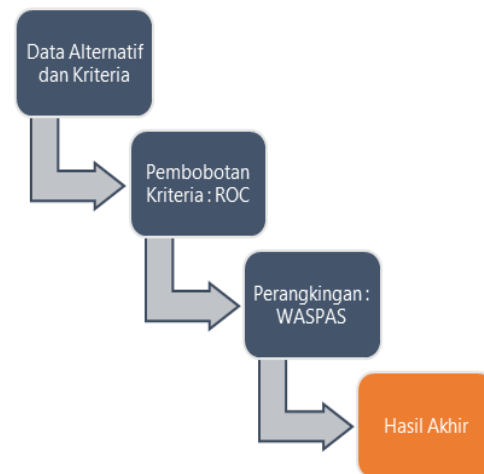 Data Alternatif
dan Kriteria
Pembobotan
Kriteria : ROC
Perangkingan :
WASPAS
Hasil Akhir